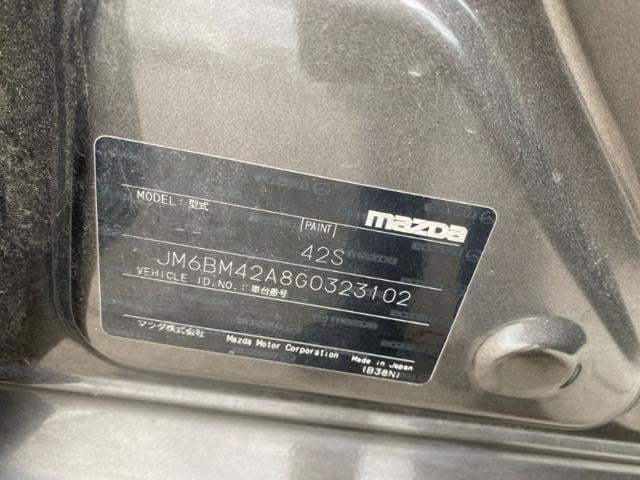 MODEL: 型式
PAINT
mazda
42S
JM6BM42A8G0323102
VEHICLE ID.NO.: 車台番号
マツダ株式会社
Mazda Motor Corporation
Made in Japan
(B38N)